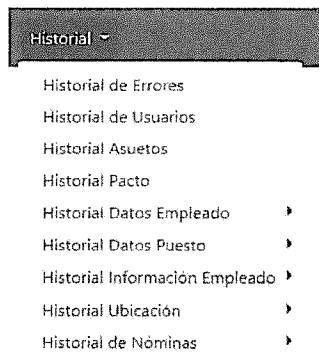 Historial
Historial de Errores
Historial de Usuarios
Historial Asuetos
Historial Pacto
Historial Datos Empleado
Historial Datos Puesto
Historial Información Empleado
Historial Ubicación
Historial de Nóminas